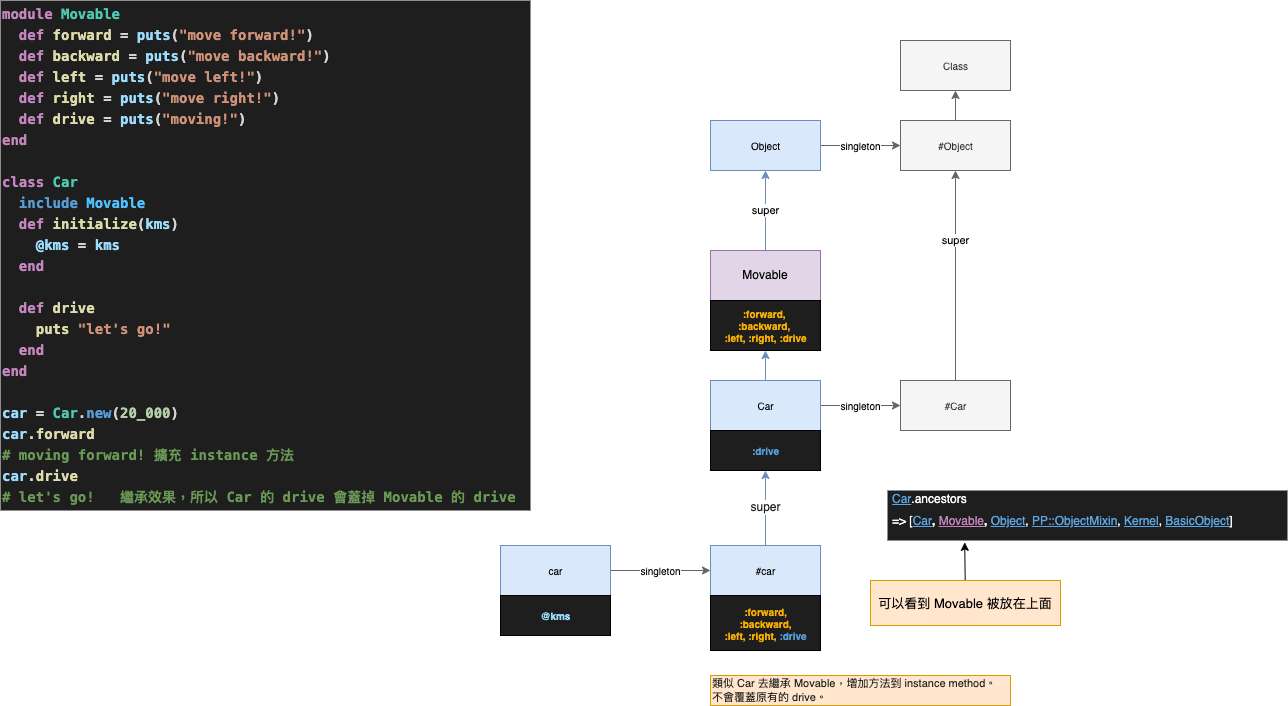 module Movable
  def forward = puts("move forward!")
  def backward = puts("move backward!")
  def left = puts("move left!")
  def right = puts("move right!")
  def drive = puts("moving!")
end
class Car
  include Movable
  def initialize(kms)
    @kms = kms
  end
  def drive
    puts "let's go!"
  end
end
car = Car.new(20_000)
car.forward
# moving forward! 擴充 instance 方法
car.drive
# let's go!   繼承效果，所以 Car 的 drive 會蓋掉 Movable 的 drive
Class
Object
singleton
#Object
super
super
Movable
:forward,
:backward,
:left, :right, :drive
Car
singleton
#Car
:drive
super
Car.ancestors
=> [Car, Movable, Object, PP::ObjectMixin, Kernel, BasicObject]
可以看到 Movable 被放在上面
car
singleton
#car
@kms
:forward,
:backward,
:left, :right, :drive
類似 Car 去繼承 Movable，增加方法到 instance method。
不會覆蓋原有的 drive。